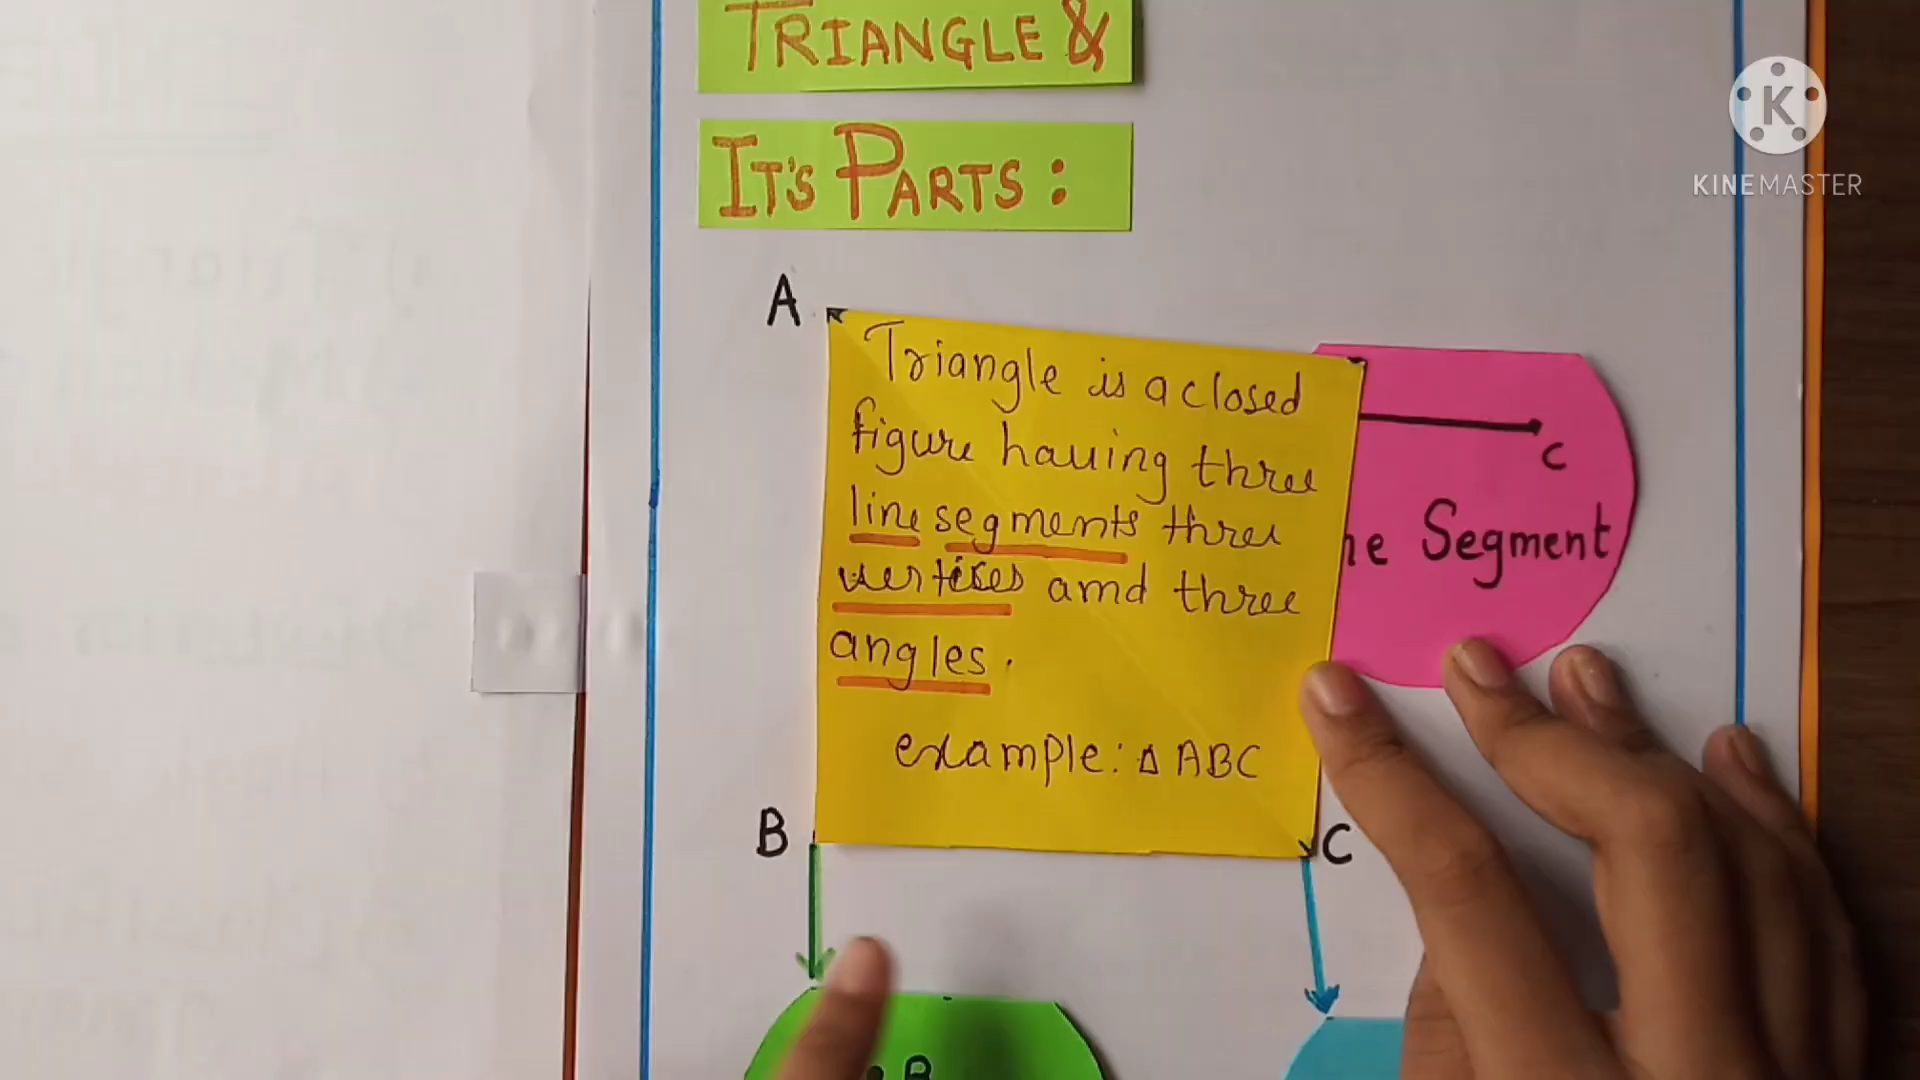 TRIANGLE &
IT'S PARTS :
K
KINEMASTER
A
Triangle is a closed
figure having three
line segments three
vertices amd three
angles.
example: Δ ABC
C
ne Segment
B
C
B